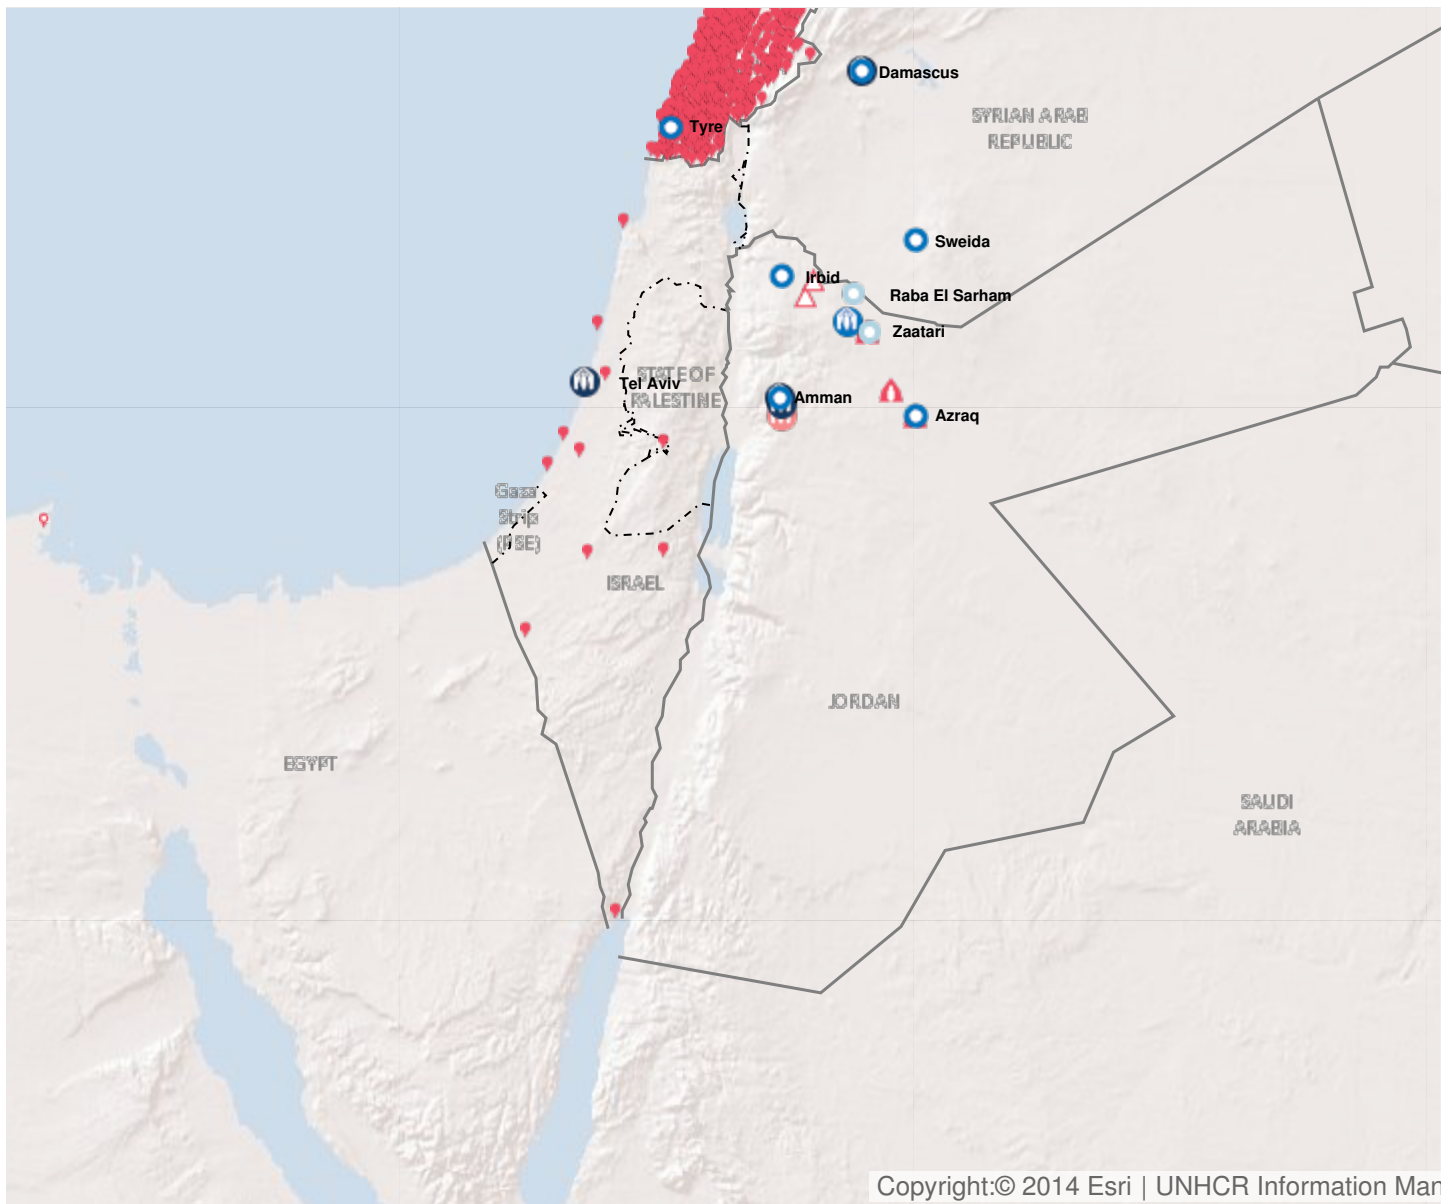 Damascus
SYRIAN ARAB
REPUBLIC
Tyre
Sweida
Irbid
Raba El Sarham
Zaatari
STATE OF
PALESTINE
Tel Aviv
Amman
Azraq
Gaza
Strip
(PSE)
ISRAEL
JORDAN
EGYPT
SAUDI
ARABIA
Copyright:© 2014 Esri | UNHCR Information Man